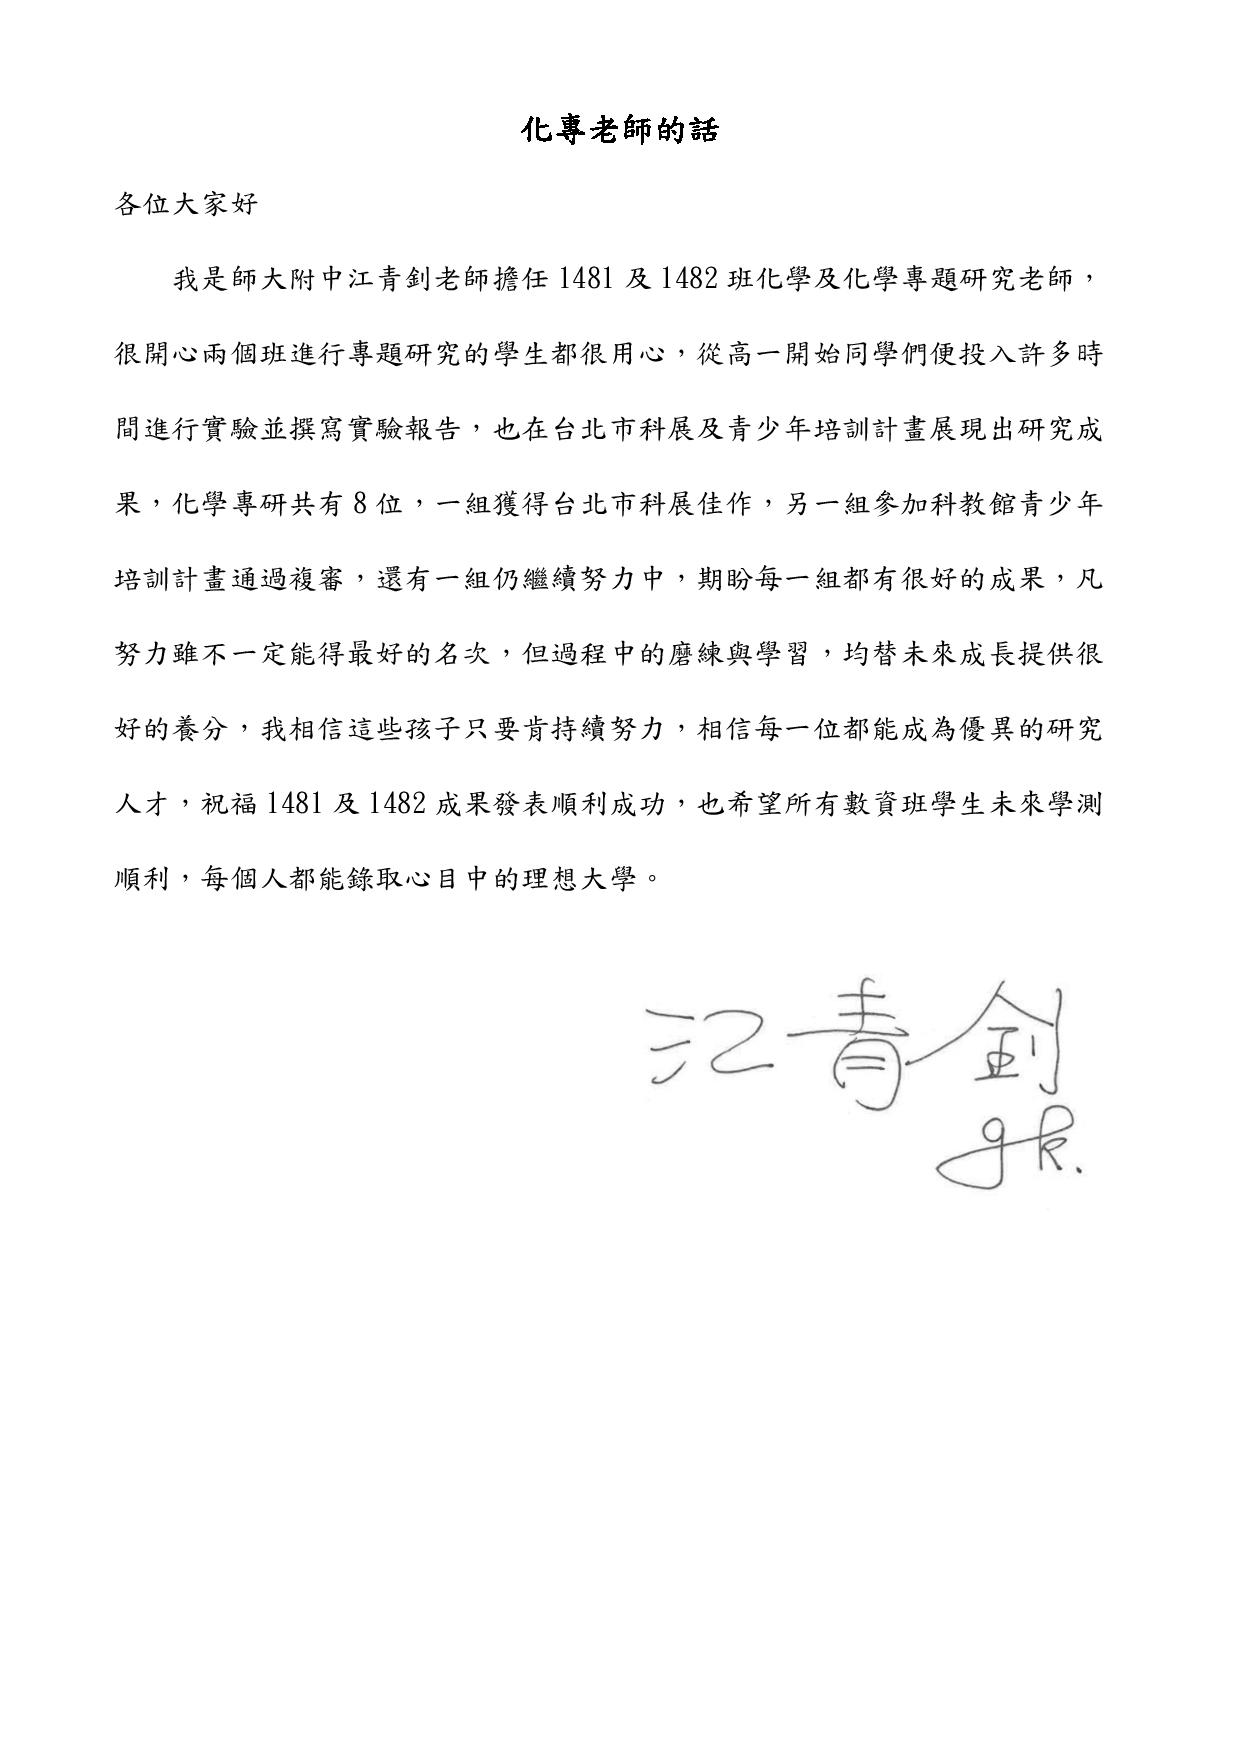 化專老師的話
各位大家好
我是師大附中江青釗老師擔任 1481 及 1482 班化學及化學專題研究老師，
很開心兩個班進行專題研究的學生都很用心，從高一開始同學們便投入許多時
間進行實驗並撰寫實驗報告，也在台北市科展及青少年培訓計畫展現出研究成
果，化學專研共有 8 位，一組獲得台北市科展佳作，另一組參加科教館青少年
培訓計畫通過複審，還有一組仍繼續努力中，期盼每一組都有很好的成果，凡
努力雖不一定能得最好的名次，但過程中的磨練與學習，均替未來成長提供很
好的養分，我相信這些孩子只要肯持續努力，相信每一位都能成為優異的研究
人才，祝福 1481 及 1482 成果發表順利成功，也希望所有數資班學生未來學測
順利，每個人都能錄取心目中的理想大學。
江青釗
gk.